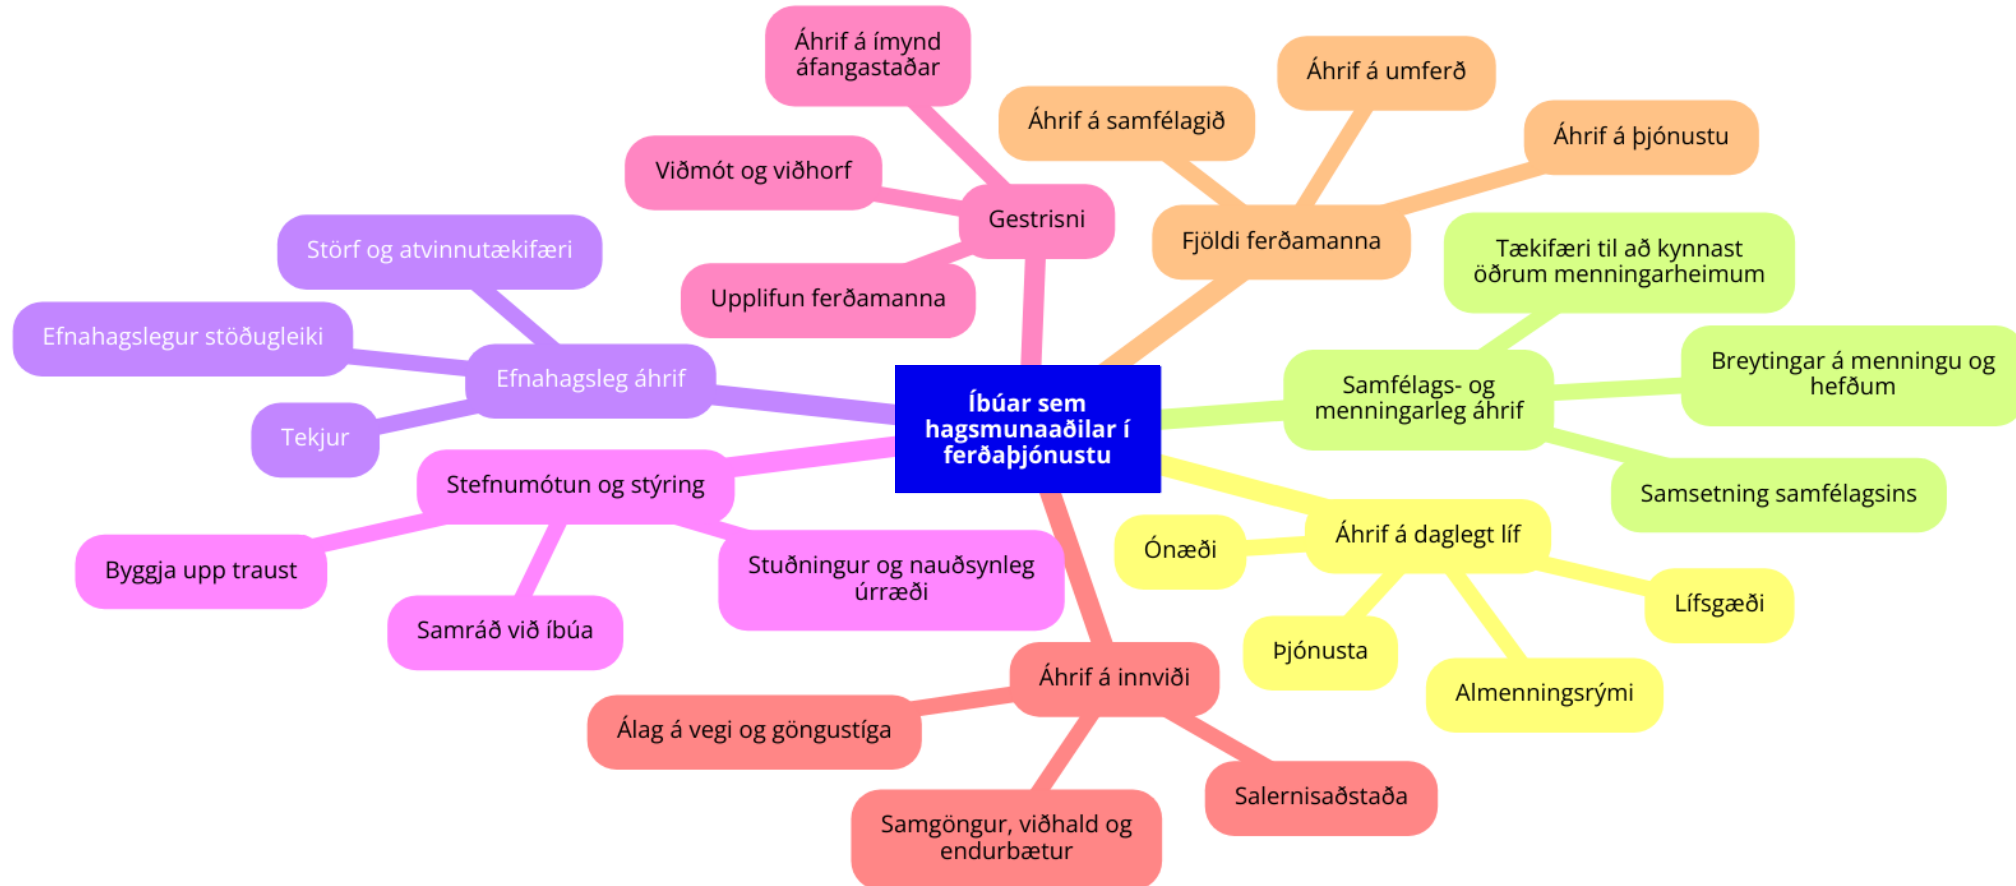 Íbúar sem
hagsmunaaðilar í
ferðaþjónustu
Gestrisni
Áhrif á ímynd
áfangastaðar
Viðmót og viðhorf
Upplifun ferðamanna
Fjöldi ferðamanna
Áhrif á samfélagið
Áhrif á umferð
Áhrif á þjónustu
Samfélags- og
menningarleg áhrif
Tækifæri til að kynnast
öðrum menningarheimum
Breytingar á menningu og
hefðum
Samsetning samfélagsins
Áhrif á daglegt líf
Ónæði
Þjónusta
Almenningsrými
Lífsgæði
Áhrif á innviði
Álag á vegi og göngustíga
Samgöngur, viðhald og
endurbætur
Salernisaðstaða
Stefnumótun og stýring
Byggja upp traust
Samráð við íbúa
Stuðningur og nauðsynleg
úrræði
Efnahagsleg áhrif
Störf og atvinnutækifæri
Efnahagslegur stöðugleiki
Tekjur